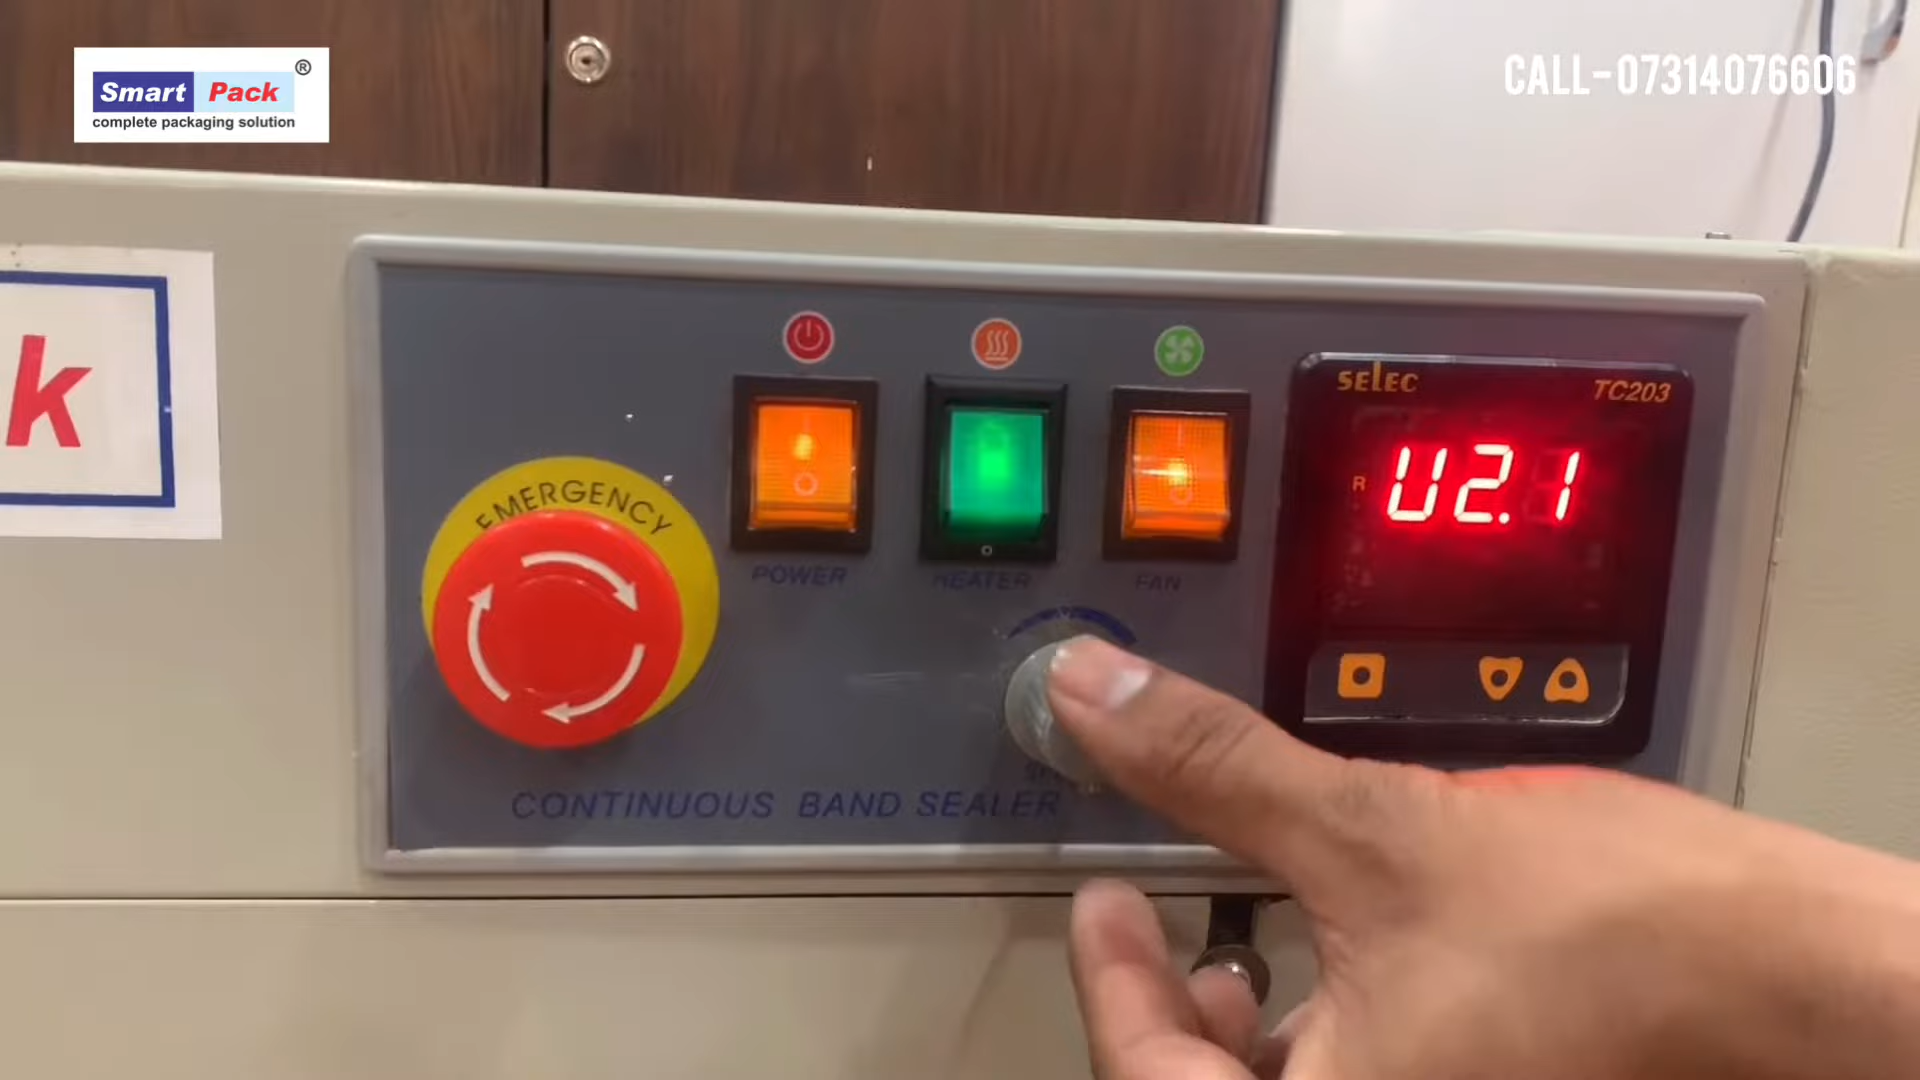 Smart Pack ®
complete packaging solution
CALL-07314076606
k
EMERGENCY
POWER
HEATER
FAN
CONTINUOUS BAND SEALER
SELEC
TC203
R
U2.1